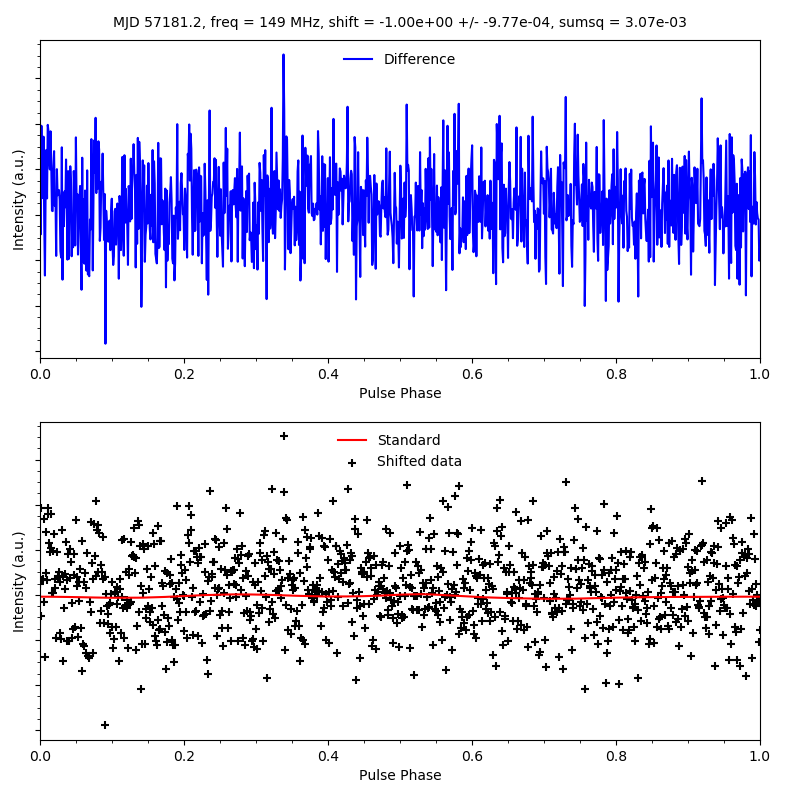 MJD 57181.2, freq = 149 MHz, shift = -1.00e+00 +/- -9.77e-04, sumsq = 3.07e-03
Difference
Intensity (a.u.)
0.0 0.2 0.4 0.6 0.8 1.0
Pulse Phase
Standard
Shifted data
Intensity (a.u.)
0.0 0.2 0.4 0.6 0.8 1.0
Pulse Phase